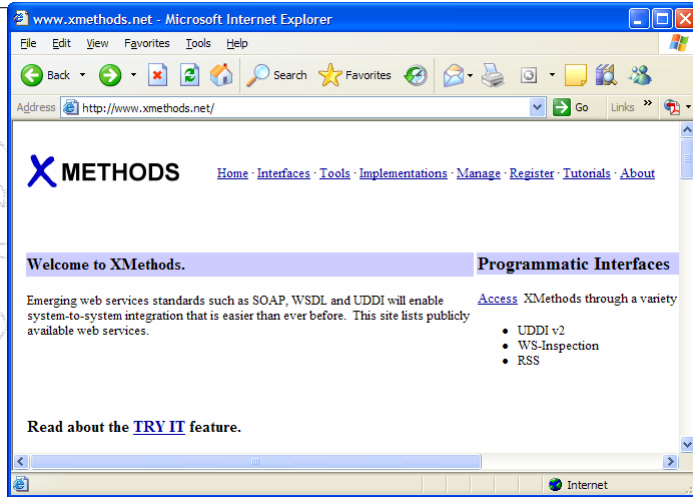 www.xmethods.net - Microsoft Internet Explorer
File Edit View Favorites Tools Help
Back Search Favorites
Address http://www.xmethods.net/ Go Links »
X METHODS
Home · Interfaces · Tools · Implementations · Manage · Register · Tutorials · About
Welcome to XMethods.
Emerging web services standards such as SOAP, WSDL and UDDI will enable
system-to-system integration that is easier than ever before. This site lists publicly
available web services.
Programmatic Interfaces
Access XMethods through a variety
• UDDI v2
• WS-Inspection
• RSS
Read about the TRY IT feature.
Internet